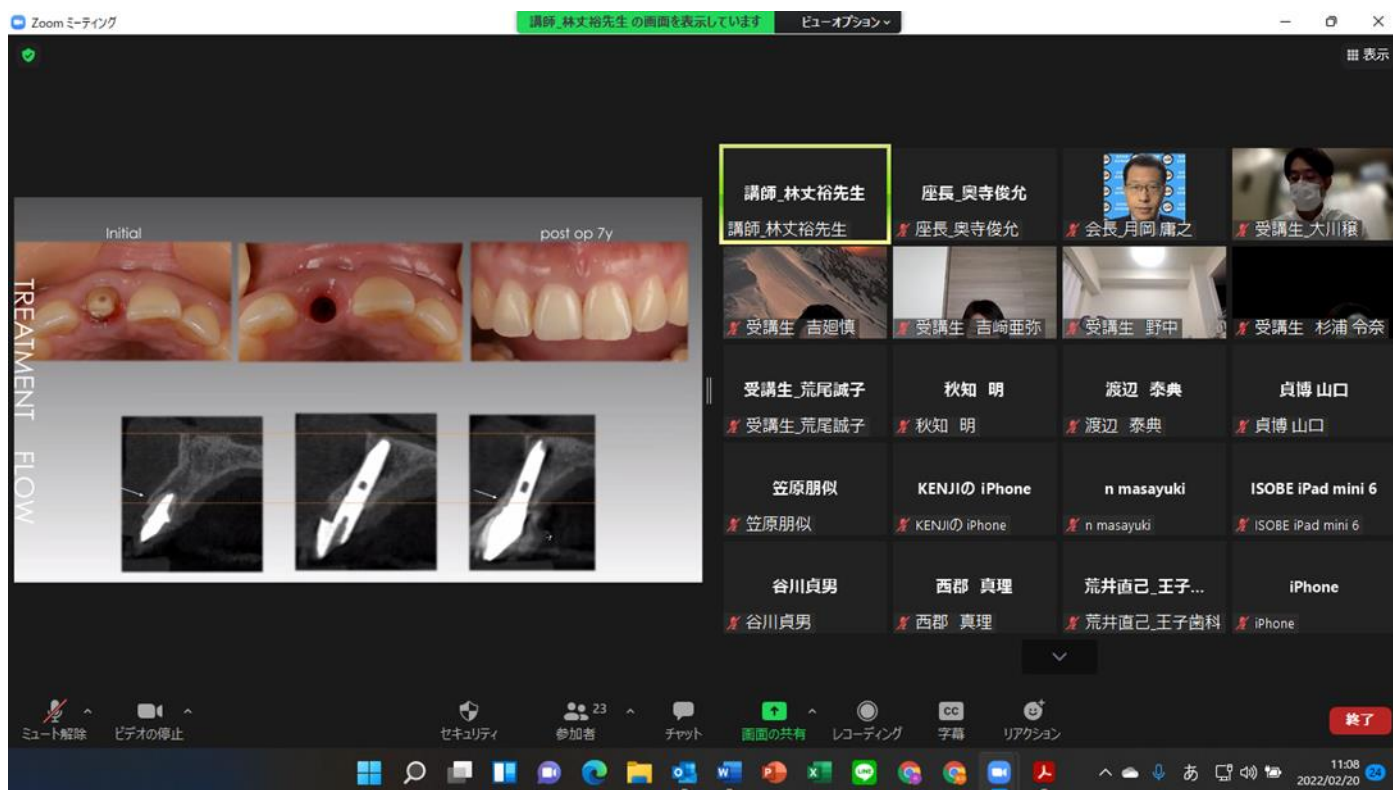 Zoom ミーティング
講師_林丈裕先生 の画面を表示しています
ビューオプション
表示
Initial
post op 7y
TREATMENT FLOW
講師_林丈裕先生
講師_林丈裕先生
座長_奥寺俊允
座長_奥寺俊允
会長_月岡 庸之
受講生_大川穣
受講生 吉廻慎
受講生 吉崎亜弥
受講生 野中
受講生 杉浦 令奈
受講生_荒尾誠子
受講生_荒尾誠子
秋知 明
秋知 明
渡辺 泰典
渡辺 泰典
貞博 山口
貞博 山口
笠原朋似
笠原朋似
KENJIの iPhone
KENJIの iPhone
n masayuki
n masayuki
ISOBE iPad mini 6
ISOBE iPad mini 6
谷川貞男
谷川貞男
西郡 真理
西郡 真理
荒井直己_王子...
荒井直己_王子歯科
iPhone
iPhone
ミュート解除
ビデオの停止
セキュリティ
23
参加者
チャット
画面の共有
レコーディング
CC
字幕
リアクション
終了
あ
11:08
2022/02/20
24